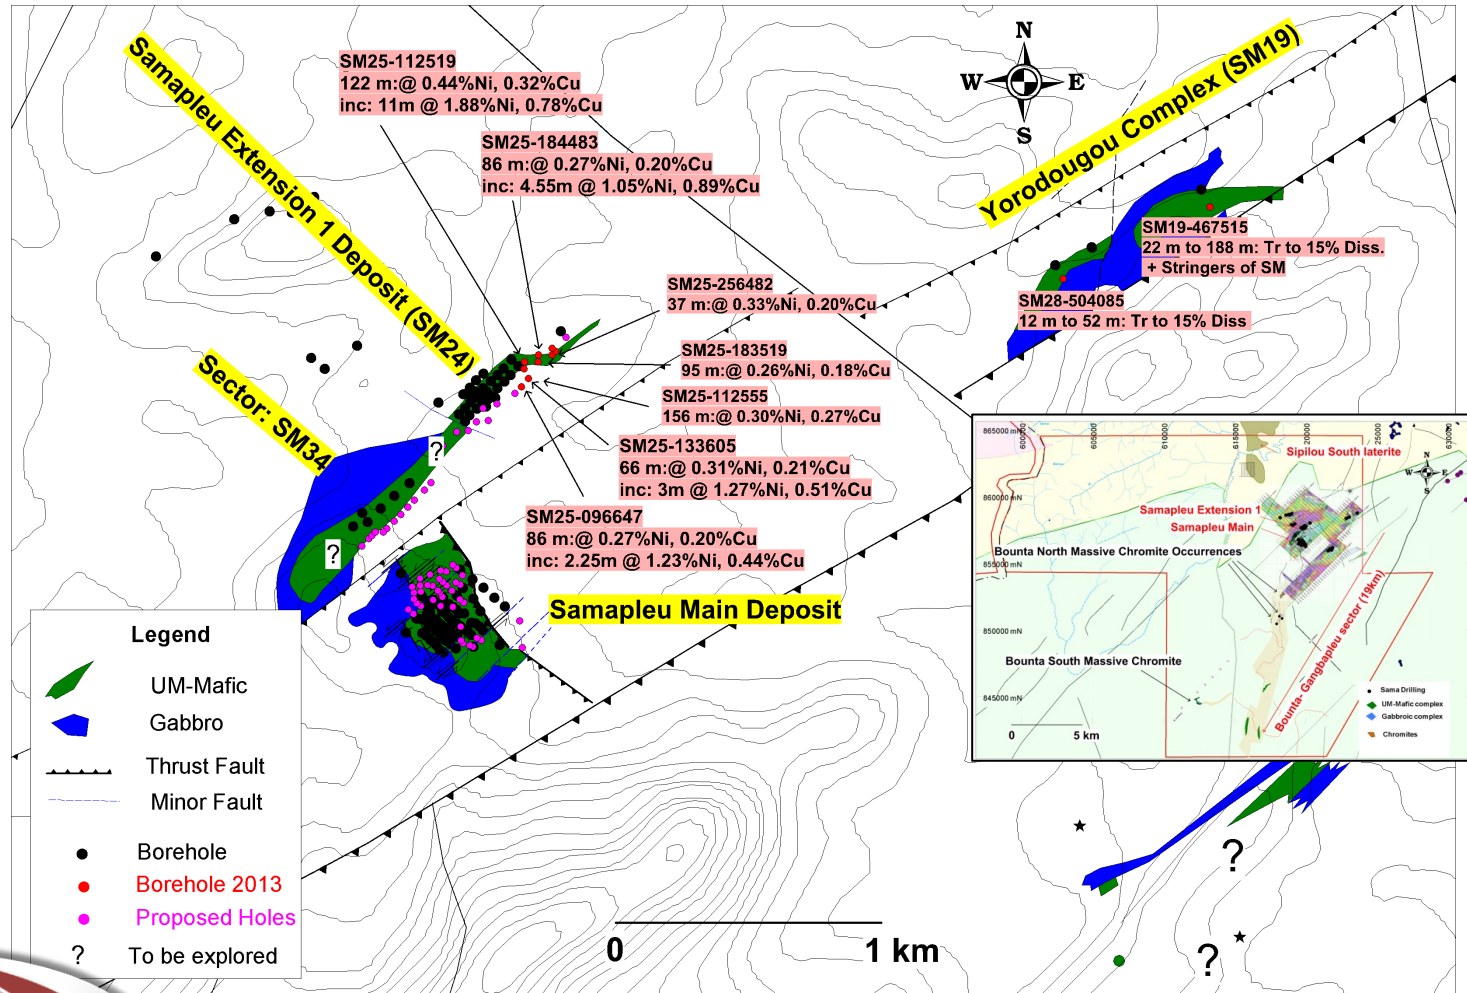 Samapleu Extension 1 Deposit (SM24)
SM25-112519
122 m:@ 0.44%Ni, 0.32%Cu
inc: 11m @ 1.88%Ni, 0.78%Cu
SM25-184483
86 m:@ 0.27%Ni, 0.20%Cu
inc: 4.55m @ 1.05%Ni, 0.89%Cu
N
W
E
S
Yorodougou Complex (SM19)
SM19-467515
22 m to 188 m: Tr to 15% Diss.
+ Stringers of SM
SM28-504085
12 m to 52 m: Tr to 15% Diss
SM25-256482
37 m:@ 0.33%Ni, 0.20%Cu
SM25-183519
95 m:@ 0.26%Ni, 0.18%Cu
SM25-112555
156 m:@ 0.30%Ni, 0.27%Cu
SM25-133605
66 m:@ 0.31%Ni, 0.21%Cu
inc: 3m @ 1.27%Ni, 0.51%Cu
SM25-096647
86 m:@ 0.27%Ni, 0.20%Cu
inc: 2.25m @ 1.23%Ni, 0.44%Cu
Sector: SM34
?
?
Samapleu Main Deposit
Legend
UM-Mafic
Gabbro
Thrust Fault
Minor Fault
Borehole
Borehole 2013
Proposed Holes
? To be explored
0 1 km
?
?
865000 mN
860000 mN
855000 mN
850000 mN
845000 mN
600000
605000
610000
615000
20000
25000
630000
Sipilou South laterite
N
W
E
S
Samapleu Extension 1
Samapleu Main
Bounta North Massive Chromite Occurrences
Bounta South Massive Chromite
Bounta- Gangbapleu sector (19km)
Sama Drilling
UM-Mafic complex
Gabbroic complex
Chromites
0 5 km